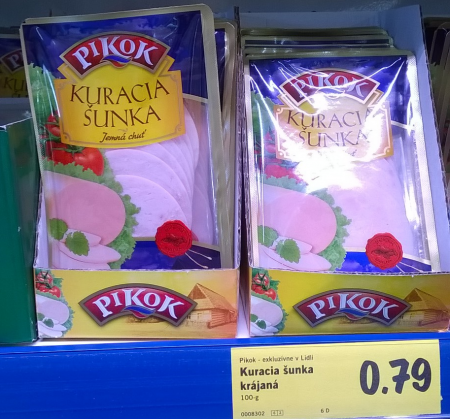 PIKOK
KURACIA
ŠUNKA
Jemná chuť
PIKOK
KURACIA
ŠUNKA
PIKOK
PIKOK
Pikok - exkluzívne v Lidli
Kuracia šunka
krájaná
100-g
0.79
0008302
6 D